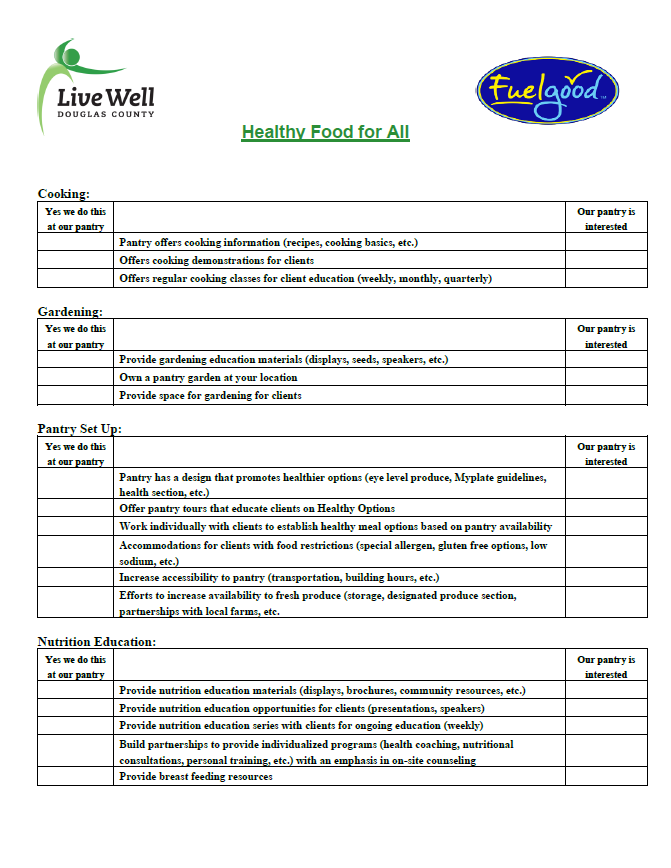 Live Well
DOUGLAS COUNTY
Fuelgood
Healthy Food for All
Cooking:
Yes we do this
at our pantry
Our pantry is
interested
Pantry offers cooking information (recipes, cooking basics, etc.)
Offers cooking demonstrations for clients
Offers regular cooking classes for client education (weekly, monthly, quarterly)
Gardening:
Yes we do this
at our pantry
Our pantry is
interested
Provide gardening education materials (displays, seeds, speakers, etc.)
Own a pantry garden at your location
Provide space for gardening for clients
Pantry Set Up:
Yes we do this
at our pantry
Our pantry is
interested
Pantry has a design that promotes healthier options (eye level produce, Myplate guidelines,
health section, etc.)
Offer pantry tours that educate clients on Healthy Options
Work individually with clients to establish healthy meal options based on pantry availability
Accommodations for clients with food restrictions (special allergen, gluten free options, low
sodium, etc.)
Increase accessibility to pantry (transportation, building hours, etc.)
Efforts to increase availability to fresh produce (storage, designated produce section,
partnerships with local farms, etc.
Nutrition Education:
Yes we do this
at our pantry
Our pantry is
interested
Provide nutrition education materials (displays, brochures, community resources, etc.)
Provide nutrition education opportunities for clients (presentations, speakers)
Provide nutrition education series with clients for ongoing education (weekly)
Build partnerships to provide individualized programs (health coaching, nutritional
consultations, personal training, etc.) with an emphasis in on-site counseling
Provide breast feeding resources